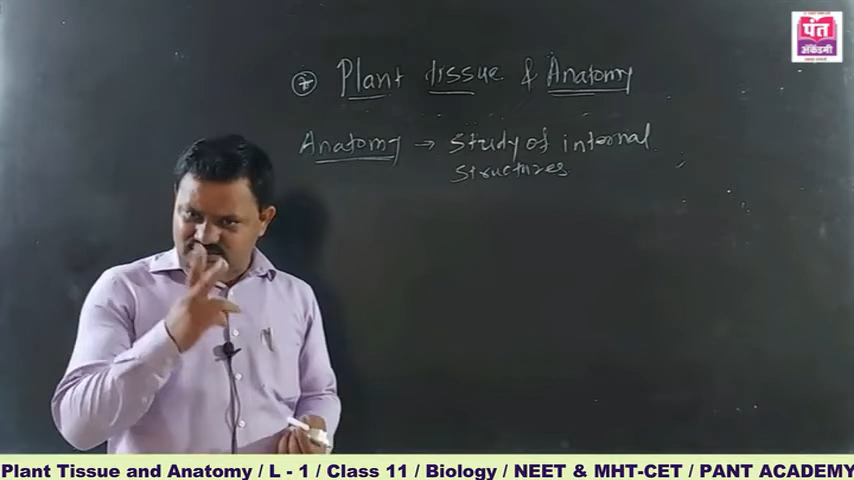 Plant tissue & Anatomy
Anatomy → Study of internal
structures
पंत
अकॅडमी
Plant Tissue and Anatomy / L - 1 / Class 11 / Biology / NEET & MHT-CET / PANT ACADEMY